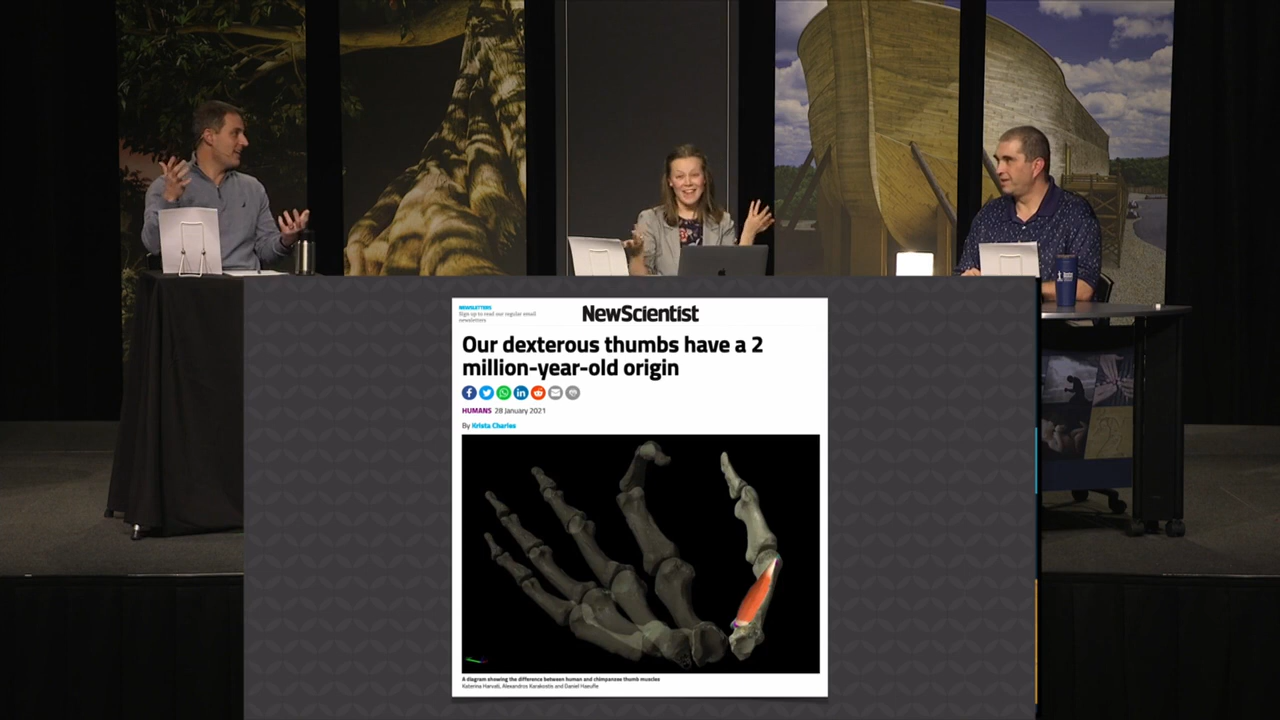 NEWSLETTERS
Sign up to read our regular email
newsletters
NewScientist
Our dexterous thumbs have a 2
million-year-old origin
HUMANS 28 January 2021
By Krista Charles
A diagram showing the difference between human and chimpanzee thumb muscles
Katerina Harvati, Alexandros Karakostis and Daniel Haeufle